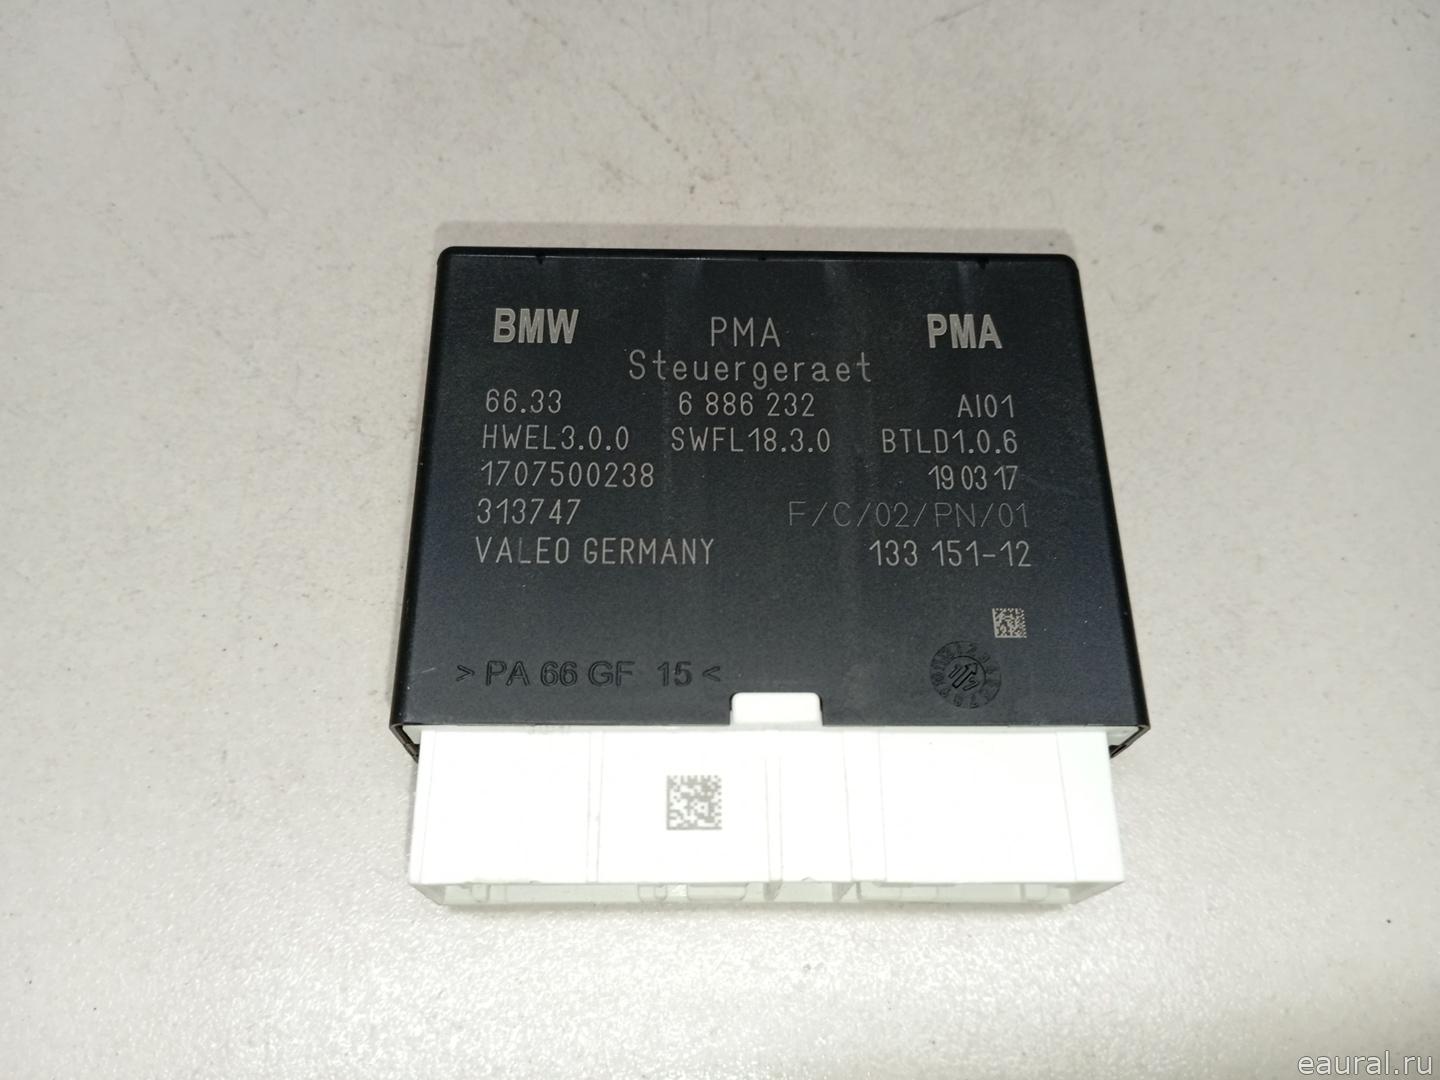 BMW PMA PMA
Steuergeraet
66.33 6 886 232 AI01
HWEL3.0.0 SWFL18.3.0 BTLD1.0.6
1707500238 19 03 17
313747 F/C/02/PN/01
VALEO GERMANY 133 151-12
>PA 66 GF 15<
eaural.ru